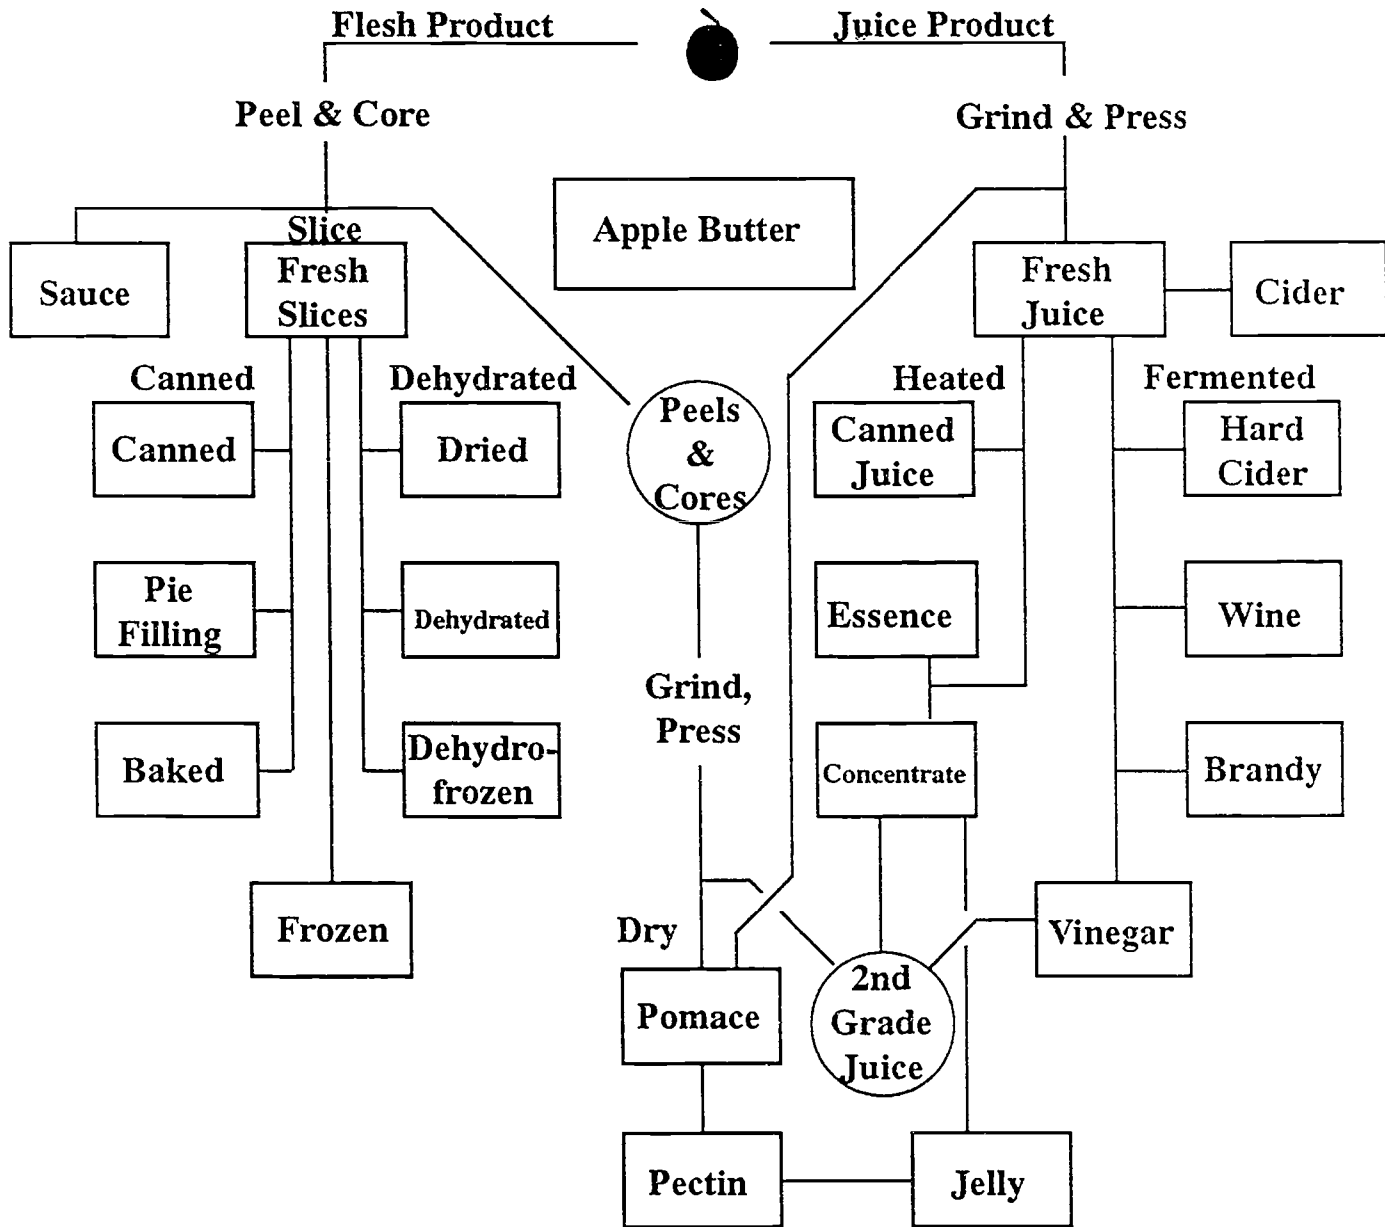 Flesh Product
Juice Product
Peel & Core
Grind & Press
Apple Butter
Slice
Sauce
Fresh
Slices
Fresh
Juice
Cider
Canned
Dehydrated
Heated
Fermented
Canned
Dried
Peels
&
Cores
Canned
Juice
Hard
Cider
Pie
Filling
Dehydrated
Essence
Wine
Grind,
Press
Baked
Dehydro-
frozen
Concentrate
Brandy
Frozen
Dry
Vinegar
Pomace
2nd
Grade
Juice
Pectin
Jelly